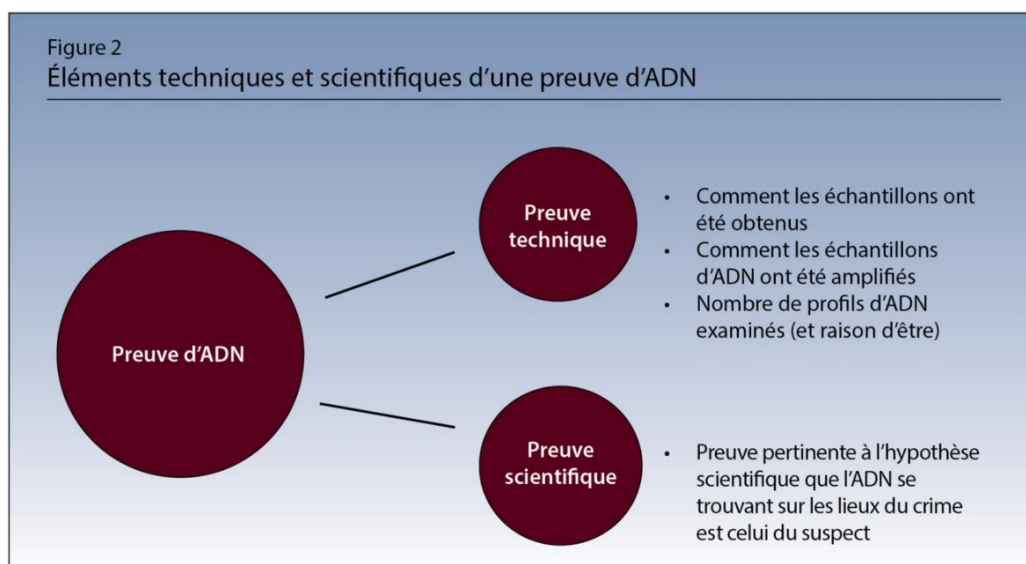 Figure 2
Éléments techniques et scientifiques d’une preuve d’ADN
Preuve d’ADN
Preuve
technique
• Comment les échantillons ont
été obtenus
• Comment les échantillons
d’ADN ont été amplifiés
• Nombre de profils d’ADN
examinés (et raison d’être)
Preuve
scientifique
• Preuve pertinente à l’hypothèse
scientifique que l’ADN se
trouvant sur les lieux du crime
est celui du suspect